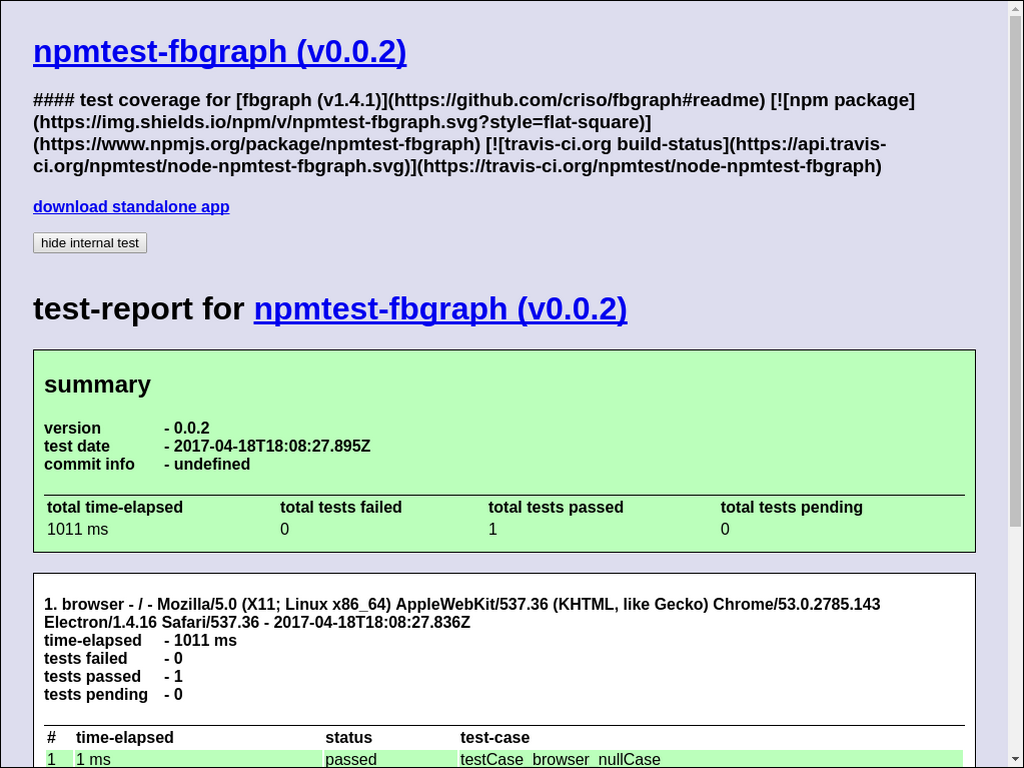 npmtest-fbgraph (v0.0.2)
#### test coverage for [fbgraph (v1.4.1)](https://github.com/criso/fbgraph#readme) [![npm package]
(https://img.shields.io/npm/v/npmtest-fbgraph.svg?style=flat-square)]
(https://www.npmjs.org/package/npmtest-fbgraph) [![travis-ci.org build-status](https://api.travis-
ci.org/npmtest/node-npmtest-fbgraph.svg)](https://travis-ci.org/npmtest/node-npmtest-fbgraph)
download standalone app
hide internal test
test-report for npmtest-fbgraph (v0.0.2)
summary
version - 0.0.2
test date - 2017-04-18T18:08:27.895Z
commit info - undefined
total time-elapsed total tests failed total tests passed total tests pending
1011 ms 0 1 0
1. browser - / - Mozilla/5.0 (X11; Linux x86_64) AppleWebKit/537.36 (KHTML, like Gecko) Chrome/53.0.2785.143
Electron/1.4.16 Safari/537.36 - 2017-04-18T18:08:27.836Z
time-elapsed - 1011 ms
tests failed - 0
tests passed - 1
tests pending - 0
# time-elapsed status test-case
1 1 ms passed testCase_browser_nullCase